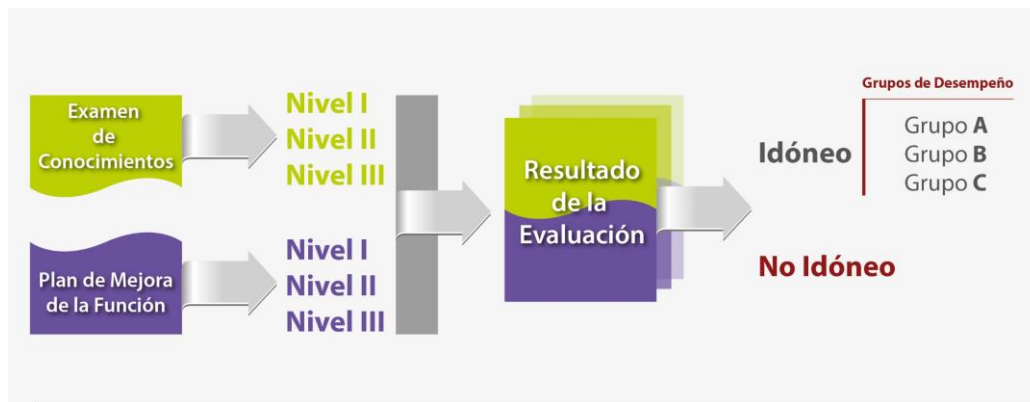 Examen
de
Conocimientos
Nivel I
Nivel II
Nivel III
Plan de Mejora
de la Función
Nivel I
Nivel II
Nivel III
Resultado
de la
Evaluación
Idóneo
Grupos de Desempeño
Grupo A
Grupo B
Grupo C
No Idóneo